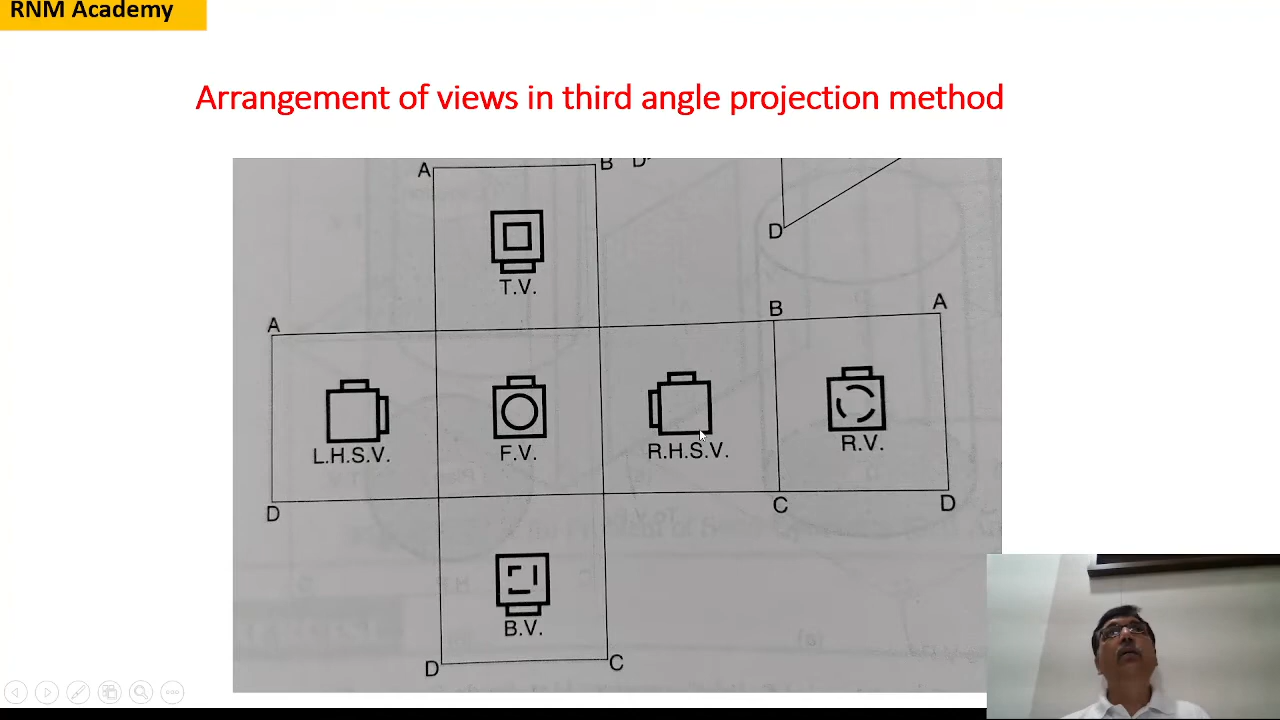 RNM Academy
Arrangement of views in third angle projection method
A
B
D
T.V.
D
A
B
A
L.H.S.V.
F.V.
R.H.S.V.
R.V.
D
C
D
B.V.
D
C